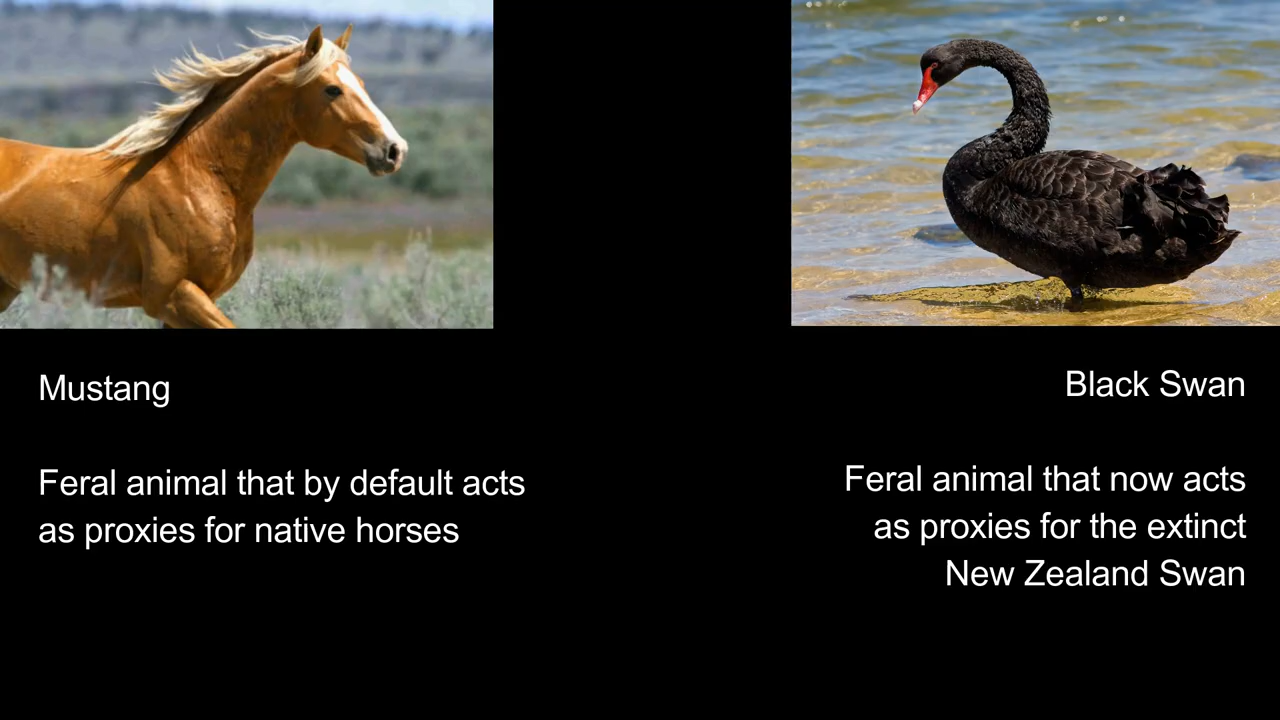 Mustang
Feral animal that by default acts
as proxies for native horses
Black Swan
Feral animal that now acts
as proxies for the extinct
New Zealand Swan